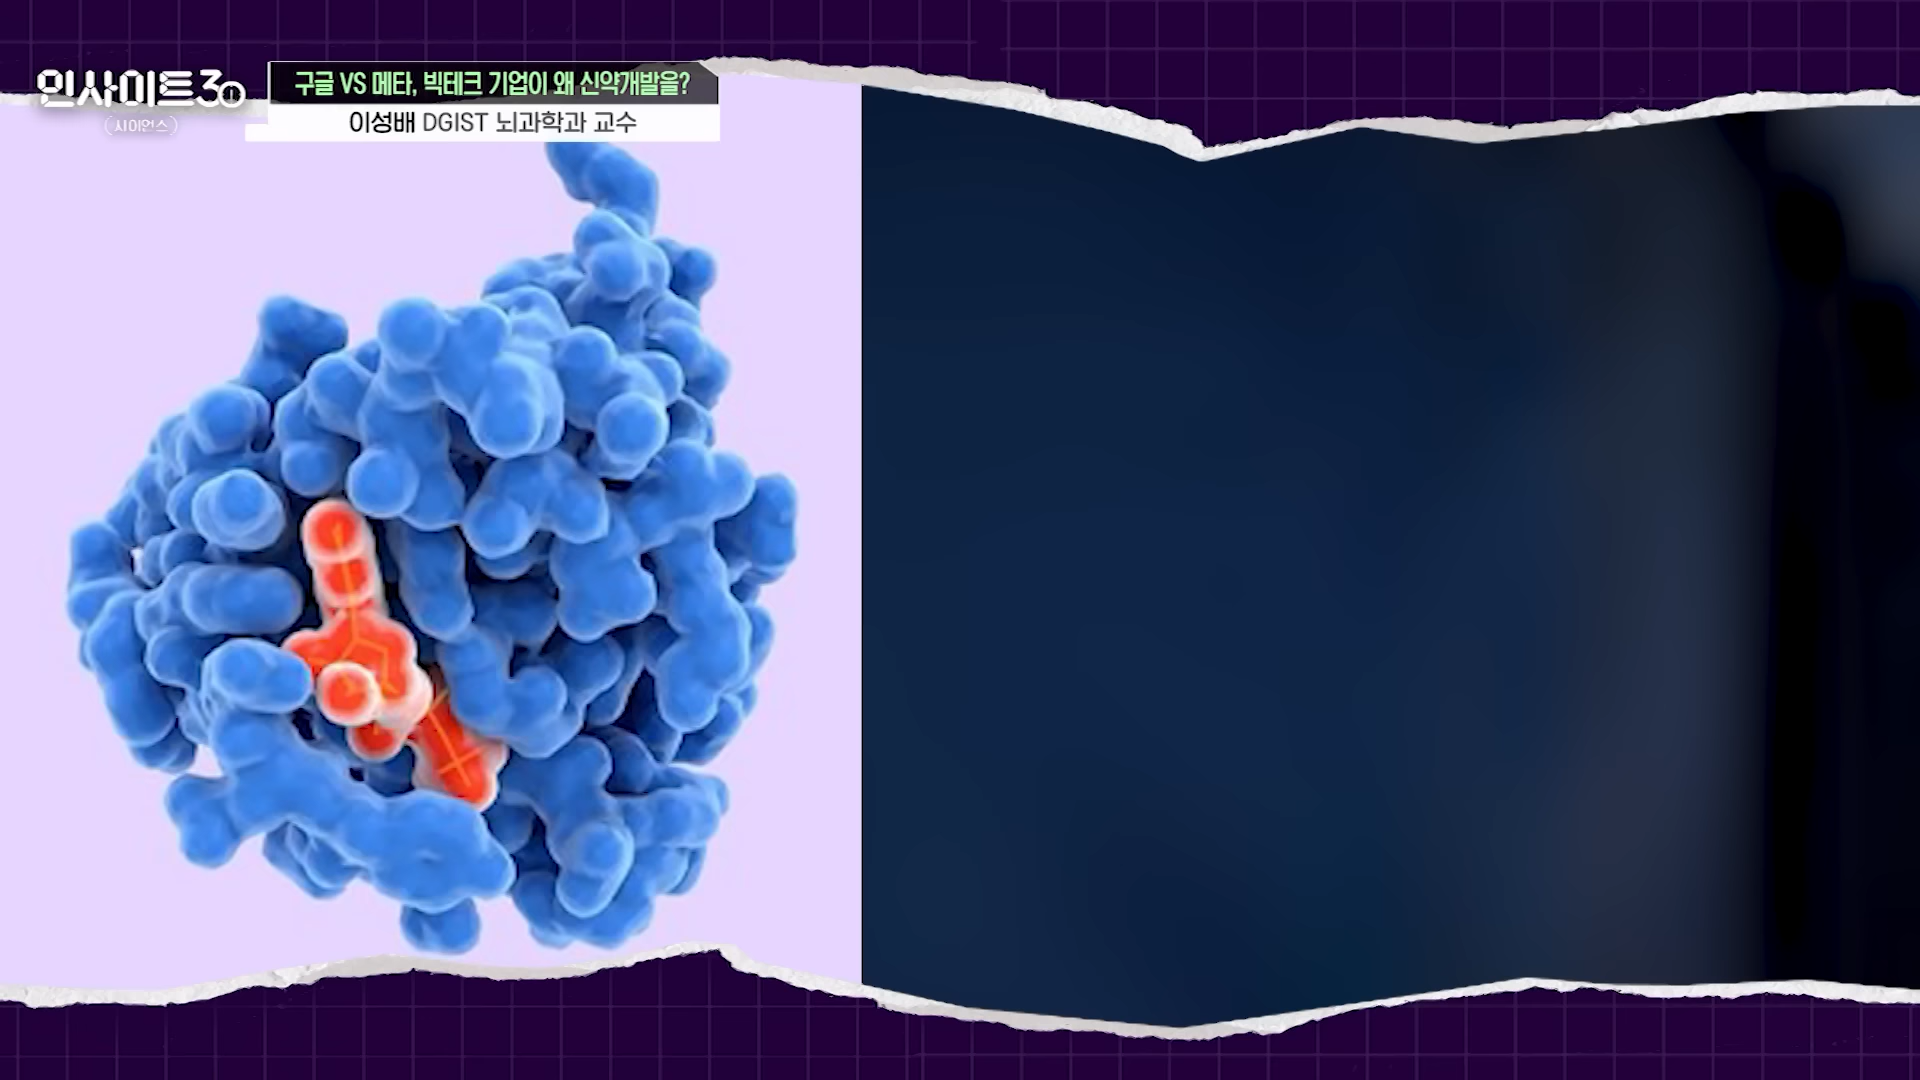 인사이트30
(사이언스)
구글 VS 메타, 빅테크 기업이 왜 신약개발을?
이성배 DGIST 뇌과학과 교수